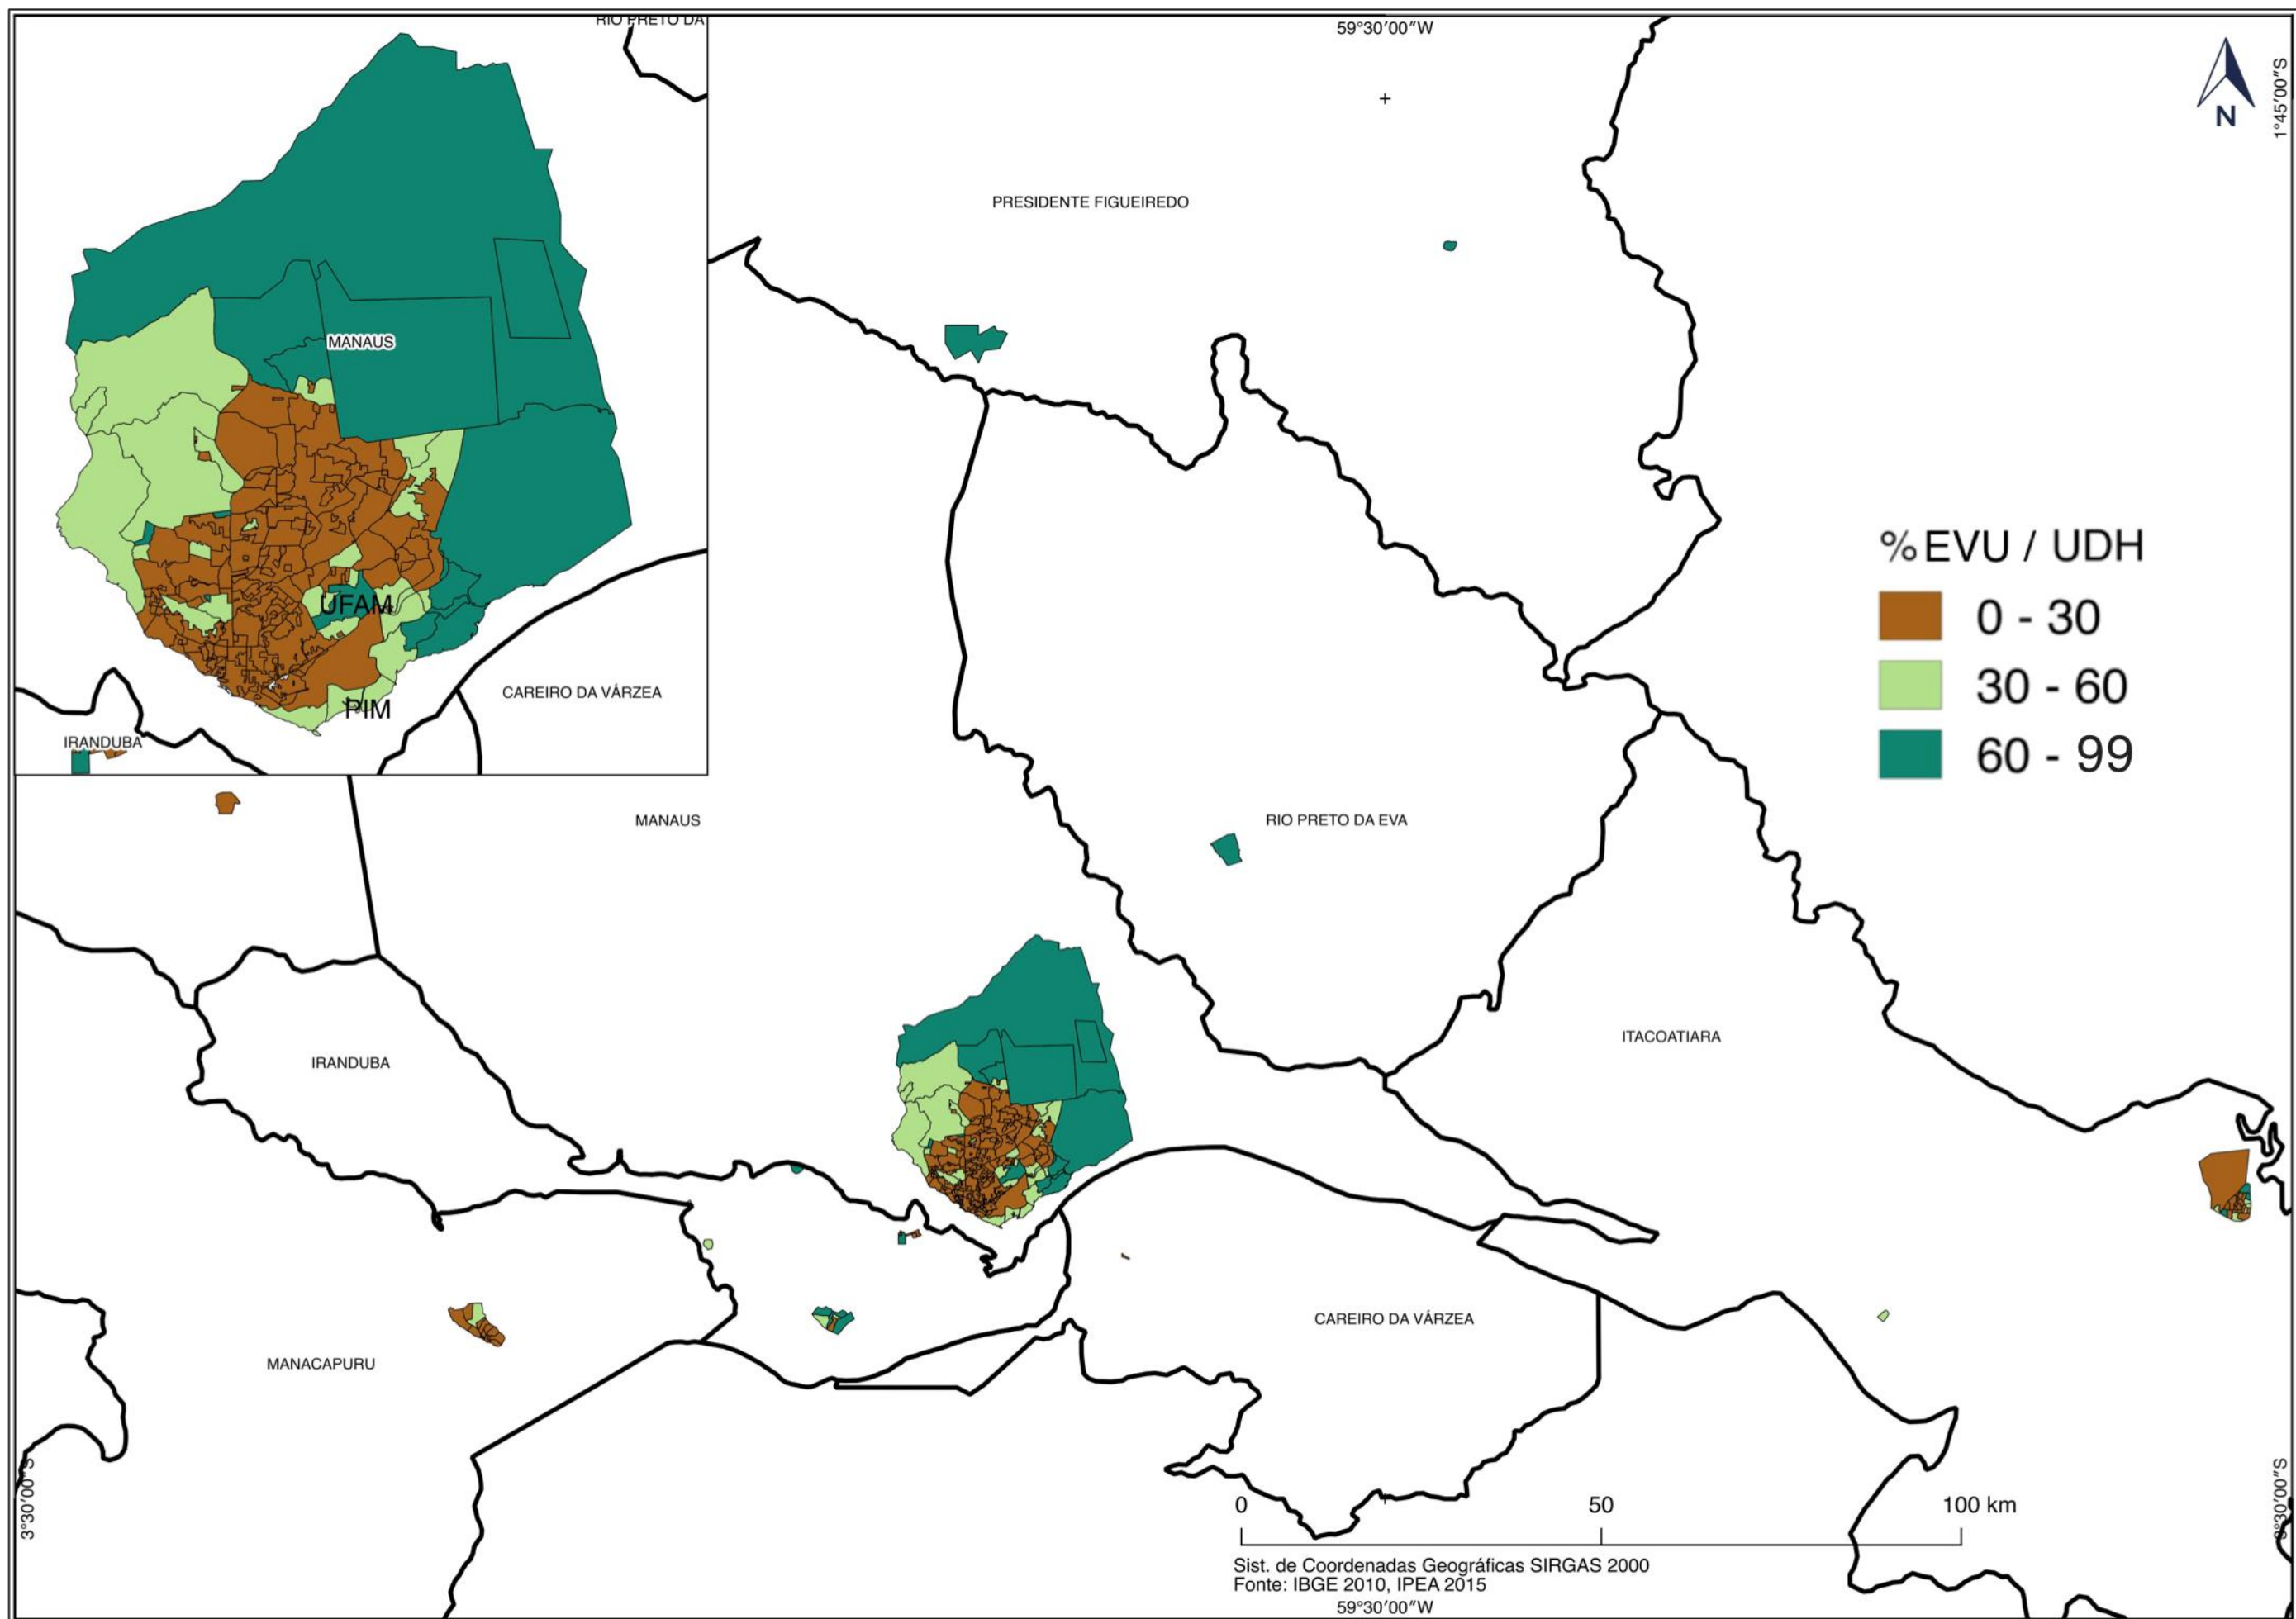 RIO PRETO DA
59°30′00″W
N
1°45′00″S
PRESIDENTE FIGUEIREDO
MANAUS
UFAM
CAREIRO DA VÁRZEA
PIM
IRANDUBA
%EVU / UDH
0 - 30
30 - 60
60 - 99
MANAUS
RIO PRETO DA EVA
ITACOATIARA
IRANDUBA
CAREIRO DA VÁRZEA
MANACAPURU
3°30′00″S
3°30′00″S
0 50 100 km
Sist. de Coordenadas Geográficas SIRGAS 2000
Fonte: IBGE 2010, IPEA 2015
59°30′00″W